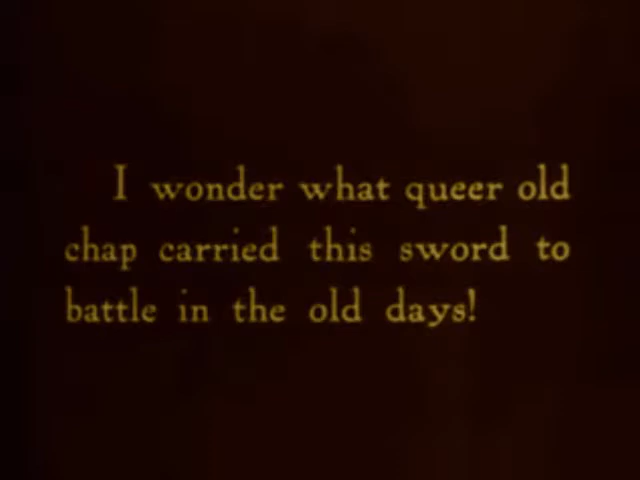 I wonder what queer old
chap carried this sword to
battle in the old days!